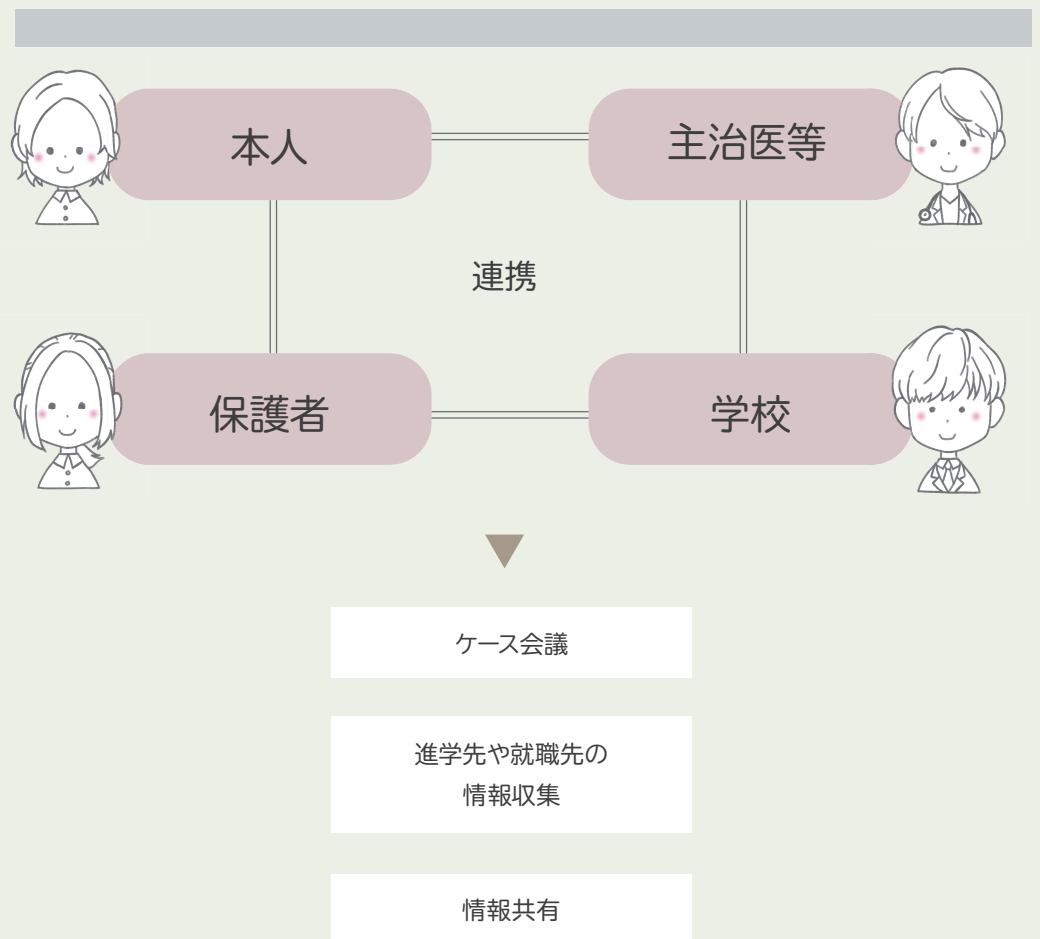 本人
主治医等
連携
保護者
学校
ケース会議
進学先や就職先の
情報収集
情報共有